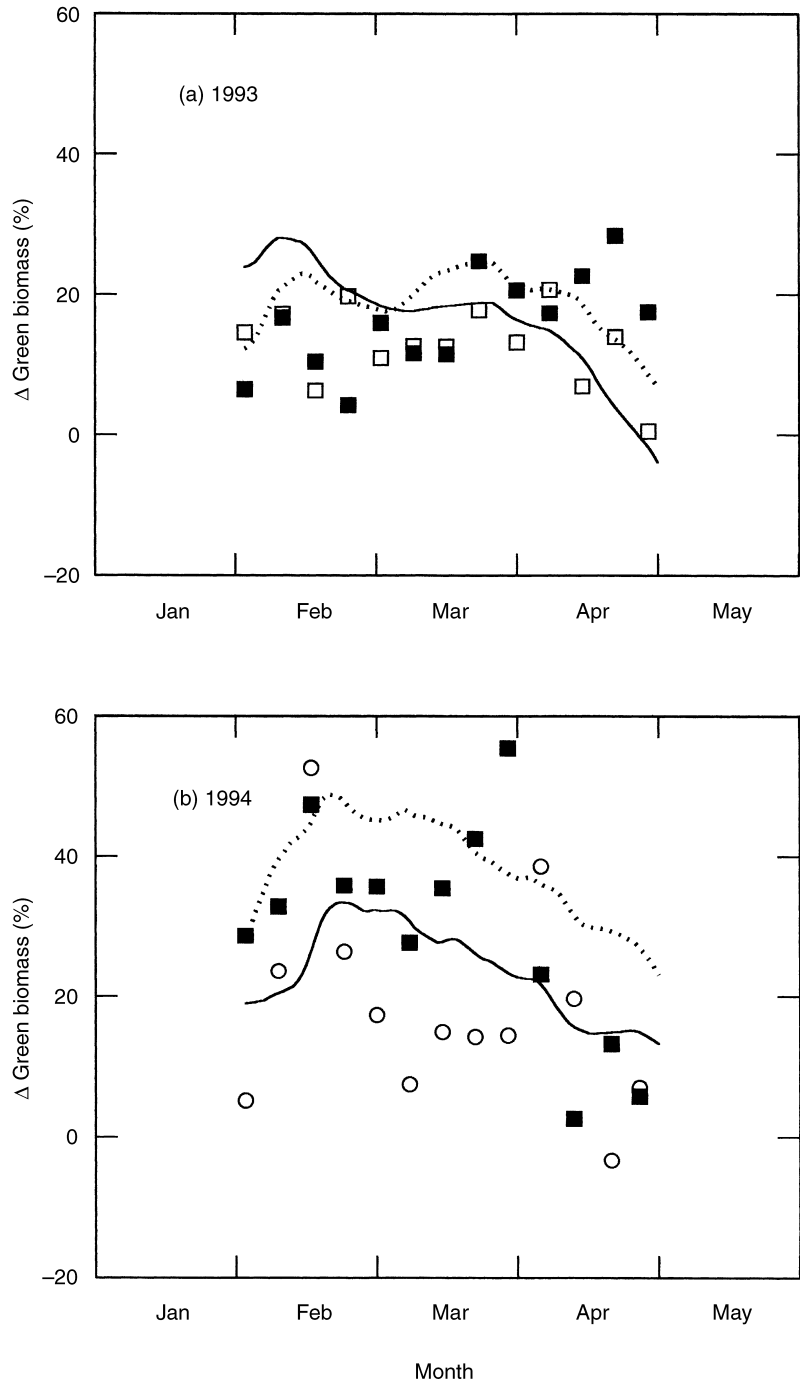 60
(a) 1993
40
Δ Green biomass (%)
20
0
–20
Jan Feb Mar Apr May
60
(b) 1994
40
Δ Green biomass (%)
20
0
–20
Jan Feb Mar Apr May
Month